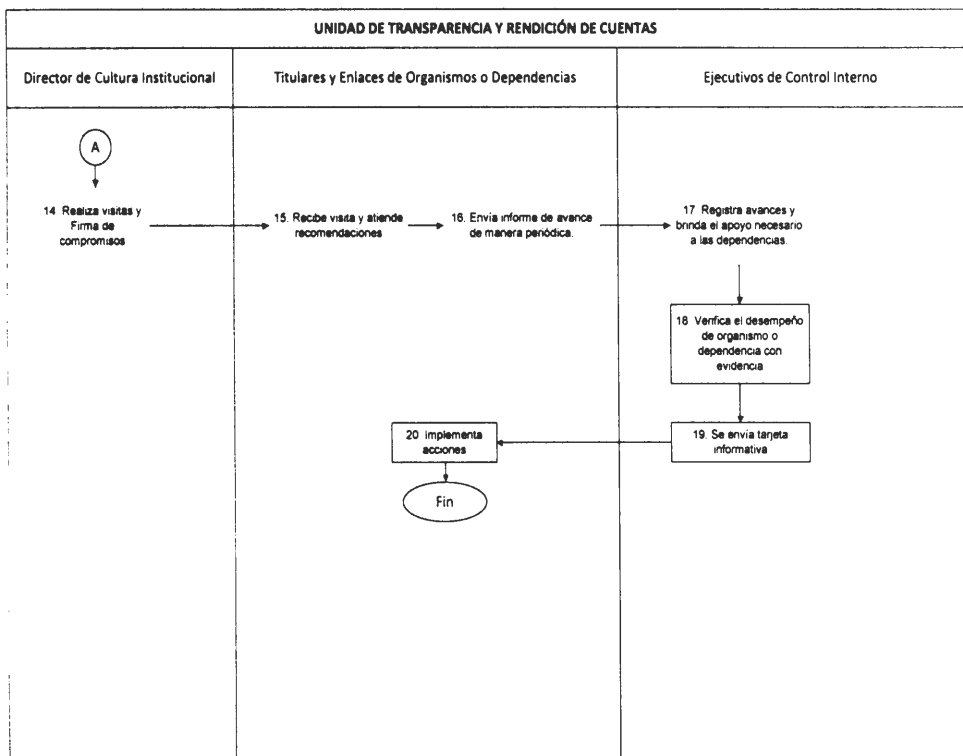 UNIDAD DE TRANSPARENCIA Y RENDICIÓN DE CUENTAS
Director de Cultura Institucional
Titulares y Enlaces de Organismos o Dependencias
Ejecutivos de Control Interno
A
14 Realiza visitas y
Firma de
compromisos
15. Recibe visita y atiende
recomendaciones
16. Envía informe de avance
de manera periódica.
17 Registra avances y
brinda el apoyo necesario
a las dependencias.
18 Verifica el desempeño
de organismo o
dependencia con
evidencia
19. Se envía tarjeta
informativa
20 Implementa
acciones
Fin